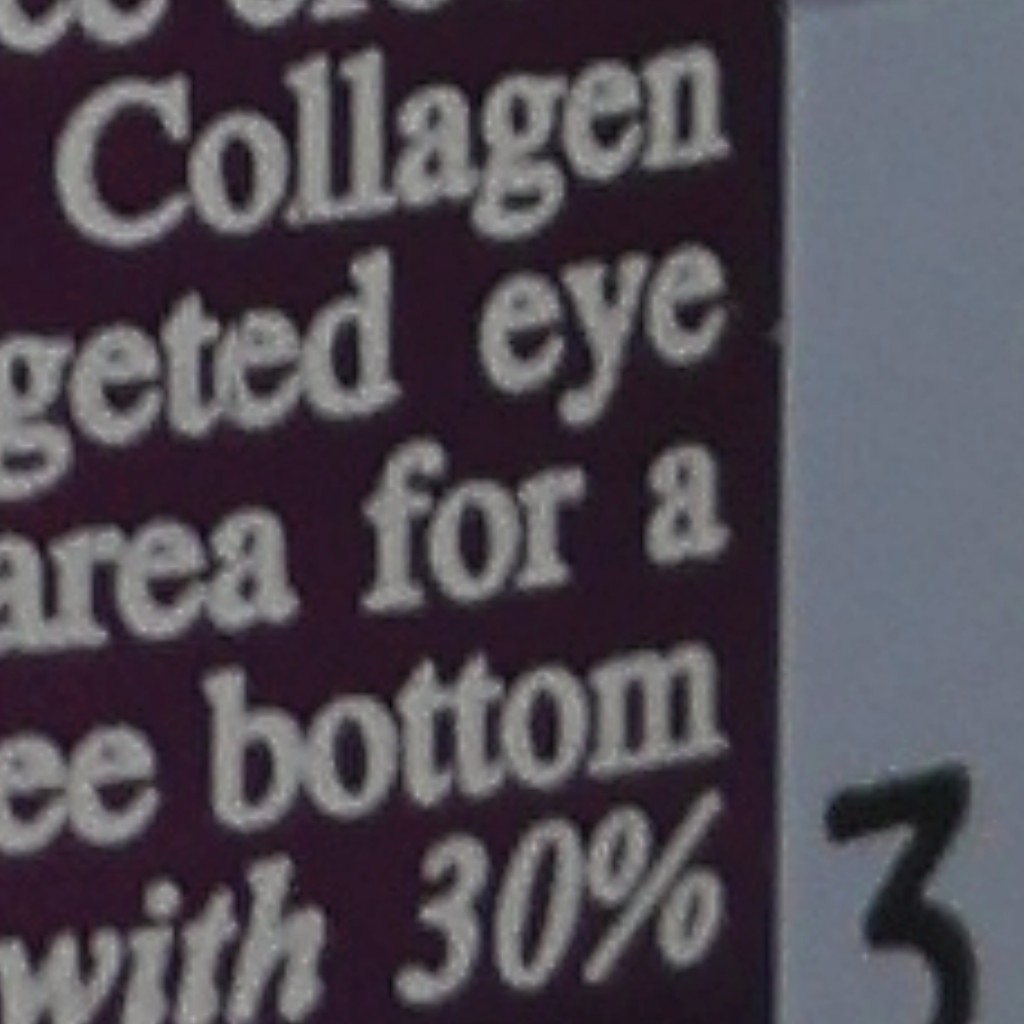 Collagen
geted eye
area for a
ee bottom
with 30%
3